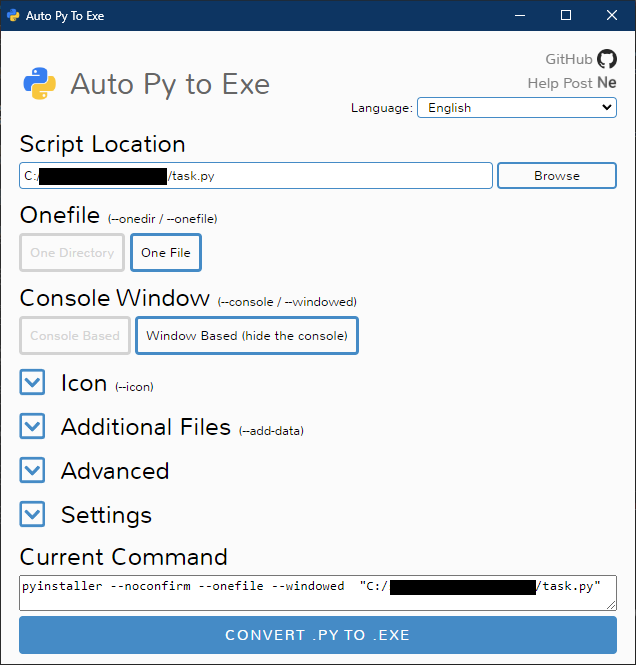 Auto Py To Exe
GitHub
Help Post Ne
Auto Py to Exe
Language: English
Script Location
C:/ /task.py Browse
Onefile (--onedir / --onefile)
One Directory One File
Console Window (--console / --windowed)
Console Based Window Based (hide the console)
Icon (--icon)
Additional Files (--add-data)
Advanced
Settings
Current Command
pyinstaller --noconfirm --onefile --windowed "C:/ /task.py"
CONVERT .PY TO .EXE